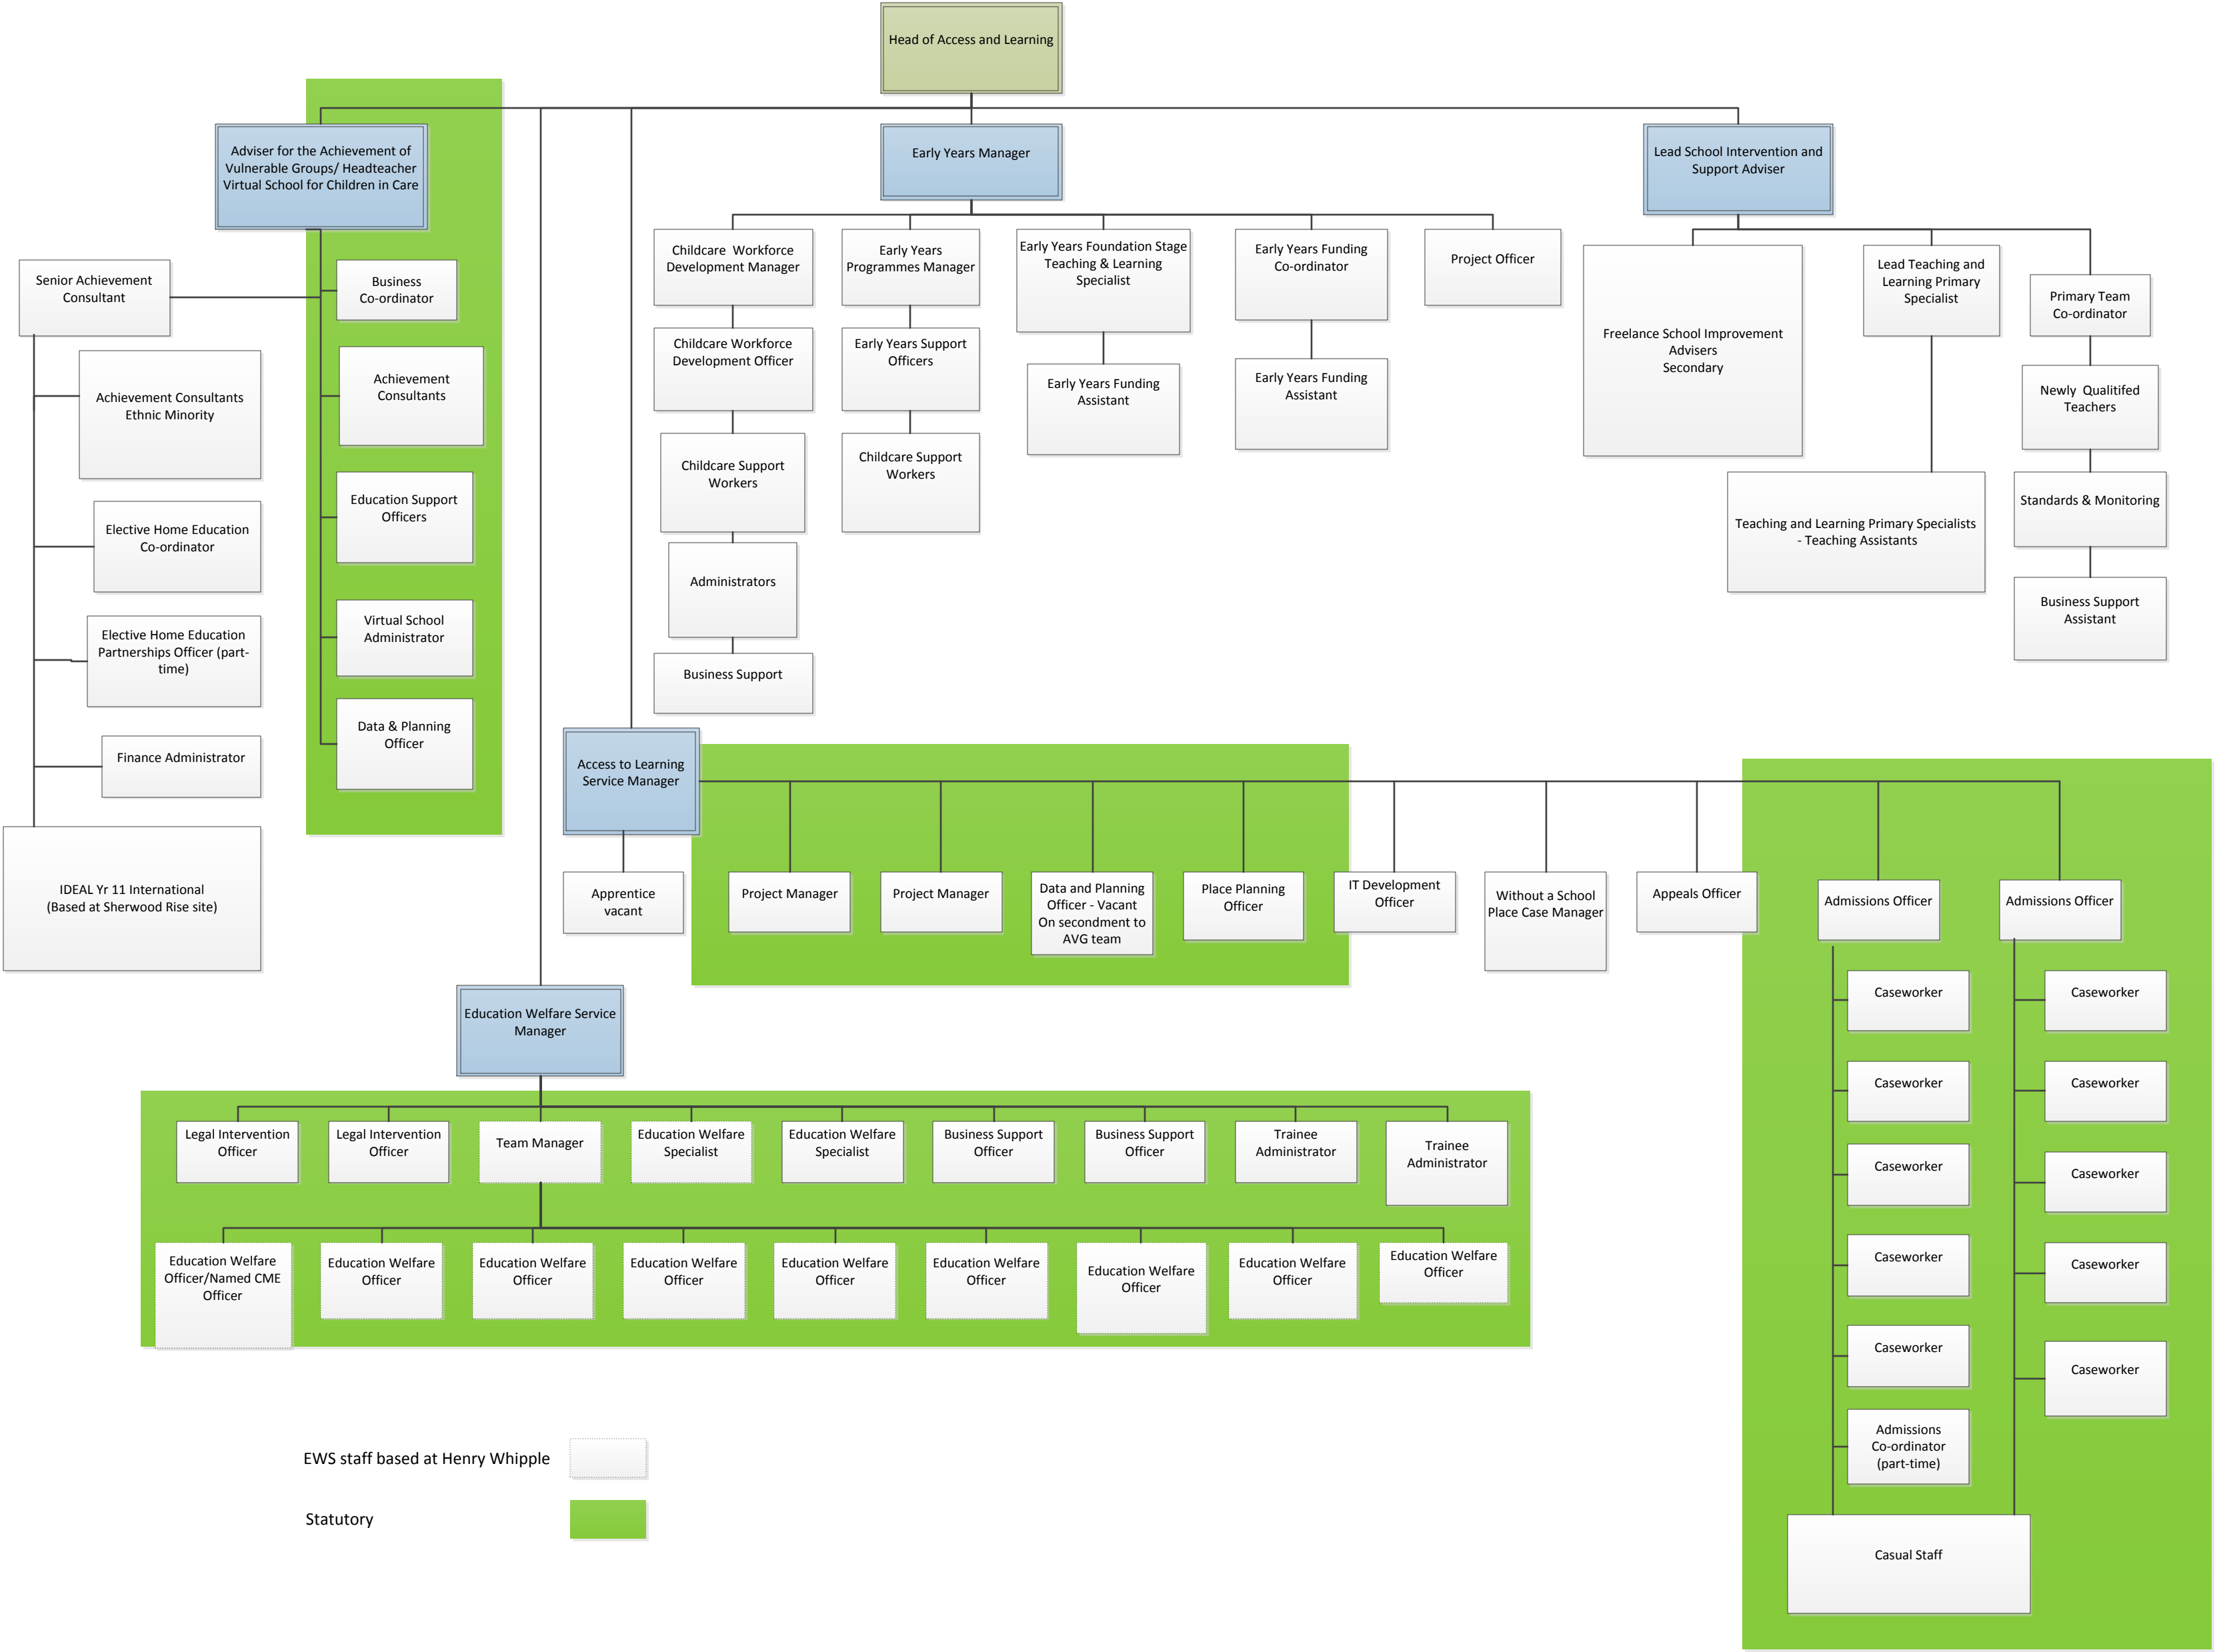 Head of Access and Learning
Adviser for the Achievement of
Vulnerable Groups/ Headteacher
Virtual School for Children in Care
Early Years Manager
Lead School Intervention and
Support Adviser
Senior Achievement
Consultant
Achievement Consultants
Ethnic Minority
Elective Home Education
Co-ordinator
Elective Home Education
Partnerships Officer (part-
time)
Finance Administrator
IDEAL Yr 11 International
(Based at Sherwood Rise site)
Business
Co-ordinator
Achievement
Consultants
Education Support
Officers
Virtual School
Administrator
Data & Planning
Officer
Childcare  Workforce
Development Manager
Childcare Workforce
Development Officer
Childcare Support
Workers
Administrators
Business Support
Early Years
Programmes Manager
Early Years Support
Officers
Childcare Support
Workers
Early Years Foundation Stage
Teaching & Learning
Specialist
Early Years Funding
Assistant
Early Years Funding
Co-ordinator
Early Years Funding
Assistant
Project Officer
Freelance School Improvement
Advisers
Secondary
Lead Teaching and
Learning Primary
Specialist
Teaching and Learning Primary Specialists
- Teaching Assistants
Primary Team
Co-ordinator
Newly  Qualitifed
Teachers
Standards & Monitoring
Business Support
Assistant
Access to Learning
Service Manager
Apprentice
vacant
Project Manager
Project Manager
Data and Planning
Officer - Vacant
On secondment to
AVG team
Place Planning
Officer
IT Development
Officer
Without a School
Place Case Manager
Appeals Officer
Admissions Officer
Admissions Officer
Caseworker
Caseworker
Caseworker
Caseworker
Caseworker
Admissions
Co-ordinator
(part-time)
Caseworker
Caseworker
Caseworker
Caseworker
Caseworker
Casual Staff
Education Welfare Service
Manager
Legal Intervention
Officer
Legal Intervention
Officer
Team Manager
Education Welfare
Specialist
Education Welfare
Specialist
Business Support
Officer
Business Support
Officer
Trainee
Administrator
Trainee
Administrator
Education Welfare
Officer/Named CME
Officer
Education Welfare
Officer
Education Welfare
Officer
Education Welfare
Officer
Education Welfare
Officer
Education Welfare
Officer
Education Welfare
Officer
Education Welfare
Officer
Education Welfare
Officer
EWS staff based at Henry Whipple
Statutory